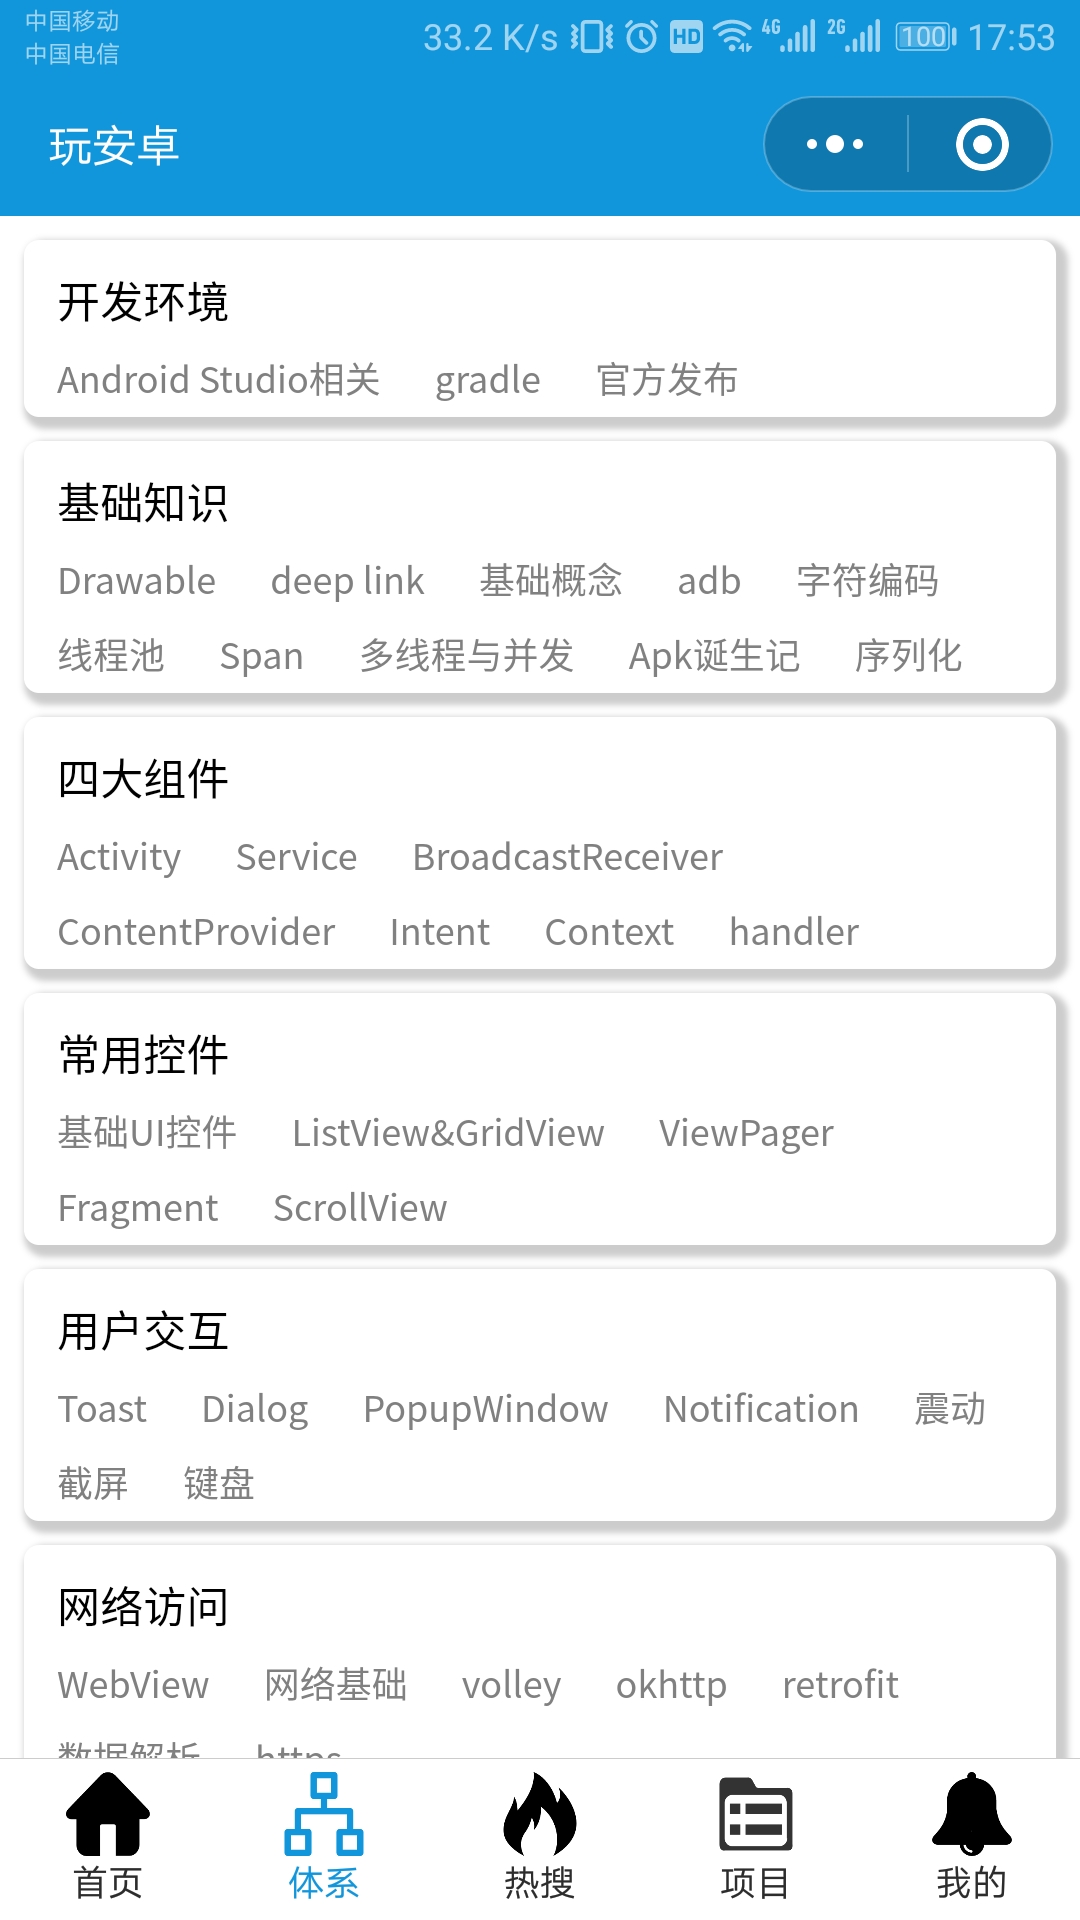 中国移动
中国电信
33.2 K/s HD 4G 2G 100 17:53
玩安卓
开发环境
Android Studio相关 gradle 官方发布
基础知识
Drawable deep link 基础概念 adb 字符编码
线程池 Span 多线程与并发 Apk诞生记 序列化
四大组件
Activity Service BroadcastReceiver
ContentProvider Intent Context handler
常用控件
基础UI控件 ListView&GridView ViewPager
Fragment ScrollView
用户交互
Toast Dialog PopupWindow Notification 震动
截屏 键盘
网络访问
WebView 网络基础 volley okhttp retrofit
数据解析 https
首页 体系 热搜 项目 我的